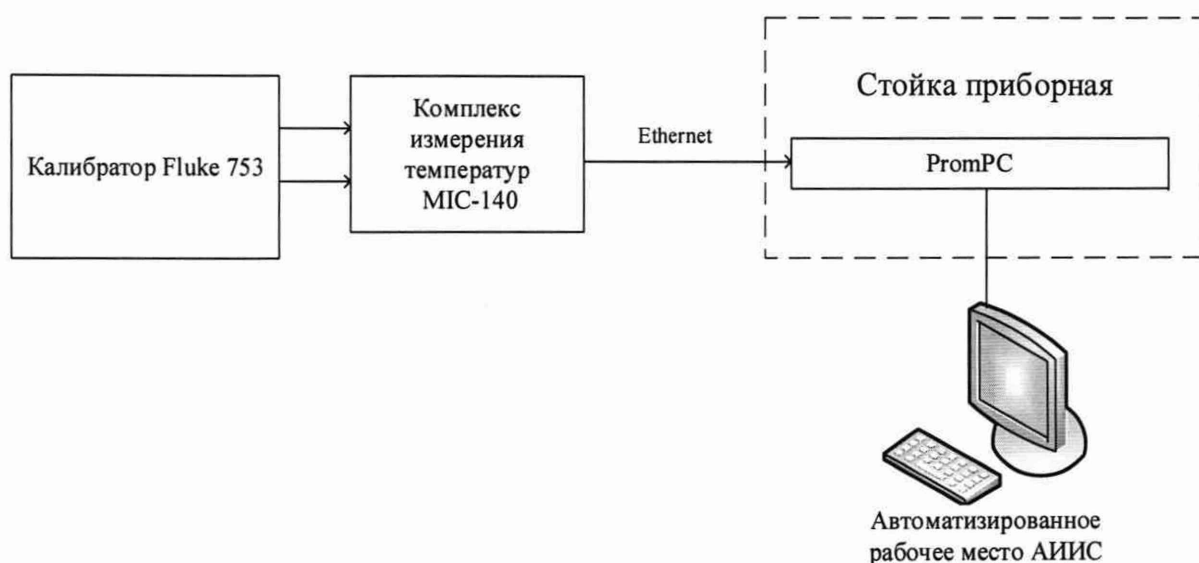 Калибратор Fluke 753
Комплекс
измерения
температур
MIC-140
Ethernet
Стойка приборная
PromPC
Автоматизированное
рабочее место АИИС